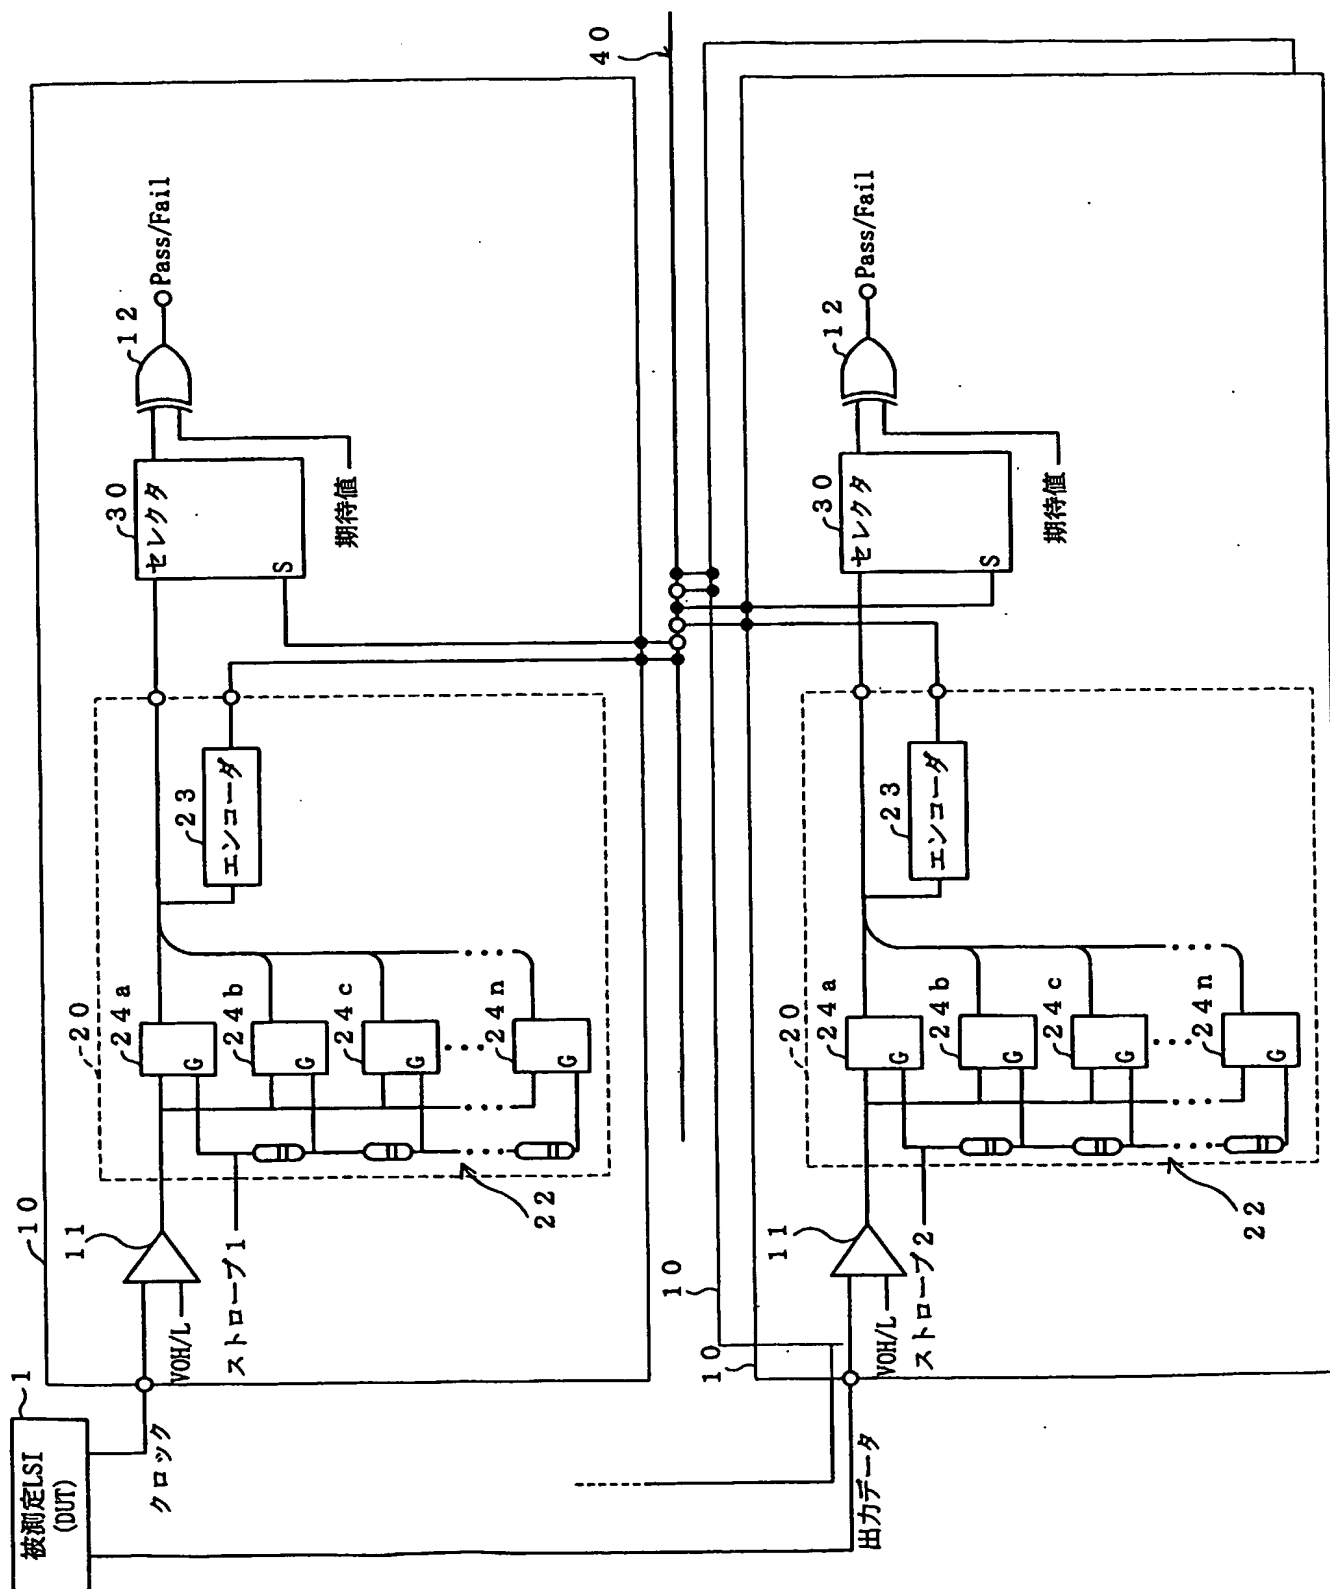 被測定LSI
(DUT)
1
クロック
10
11
VOH/L
ストローブ1
20
24a
G
24b
G
24c
G
24n
G
22
23
エンコーダ
30
セレクタ
S
期待値
12
Pass/Fail
40
10
10
出力データ
11
VOH/L
ストローブ2
20
24a
G
24b
G
24c
G
24n
G
22
23
エンコーダ
30
セレクタ
S
期待値
12
Pass/Fail